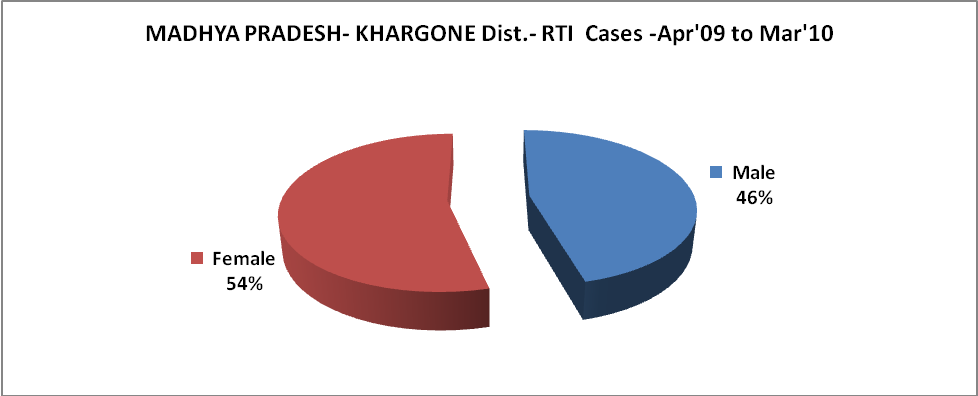 MADHYA PRADESH- KHARGONE Dist.- RTI  Cases -Apr'09 to Mar'10
Male
46%
Female
54%